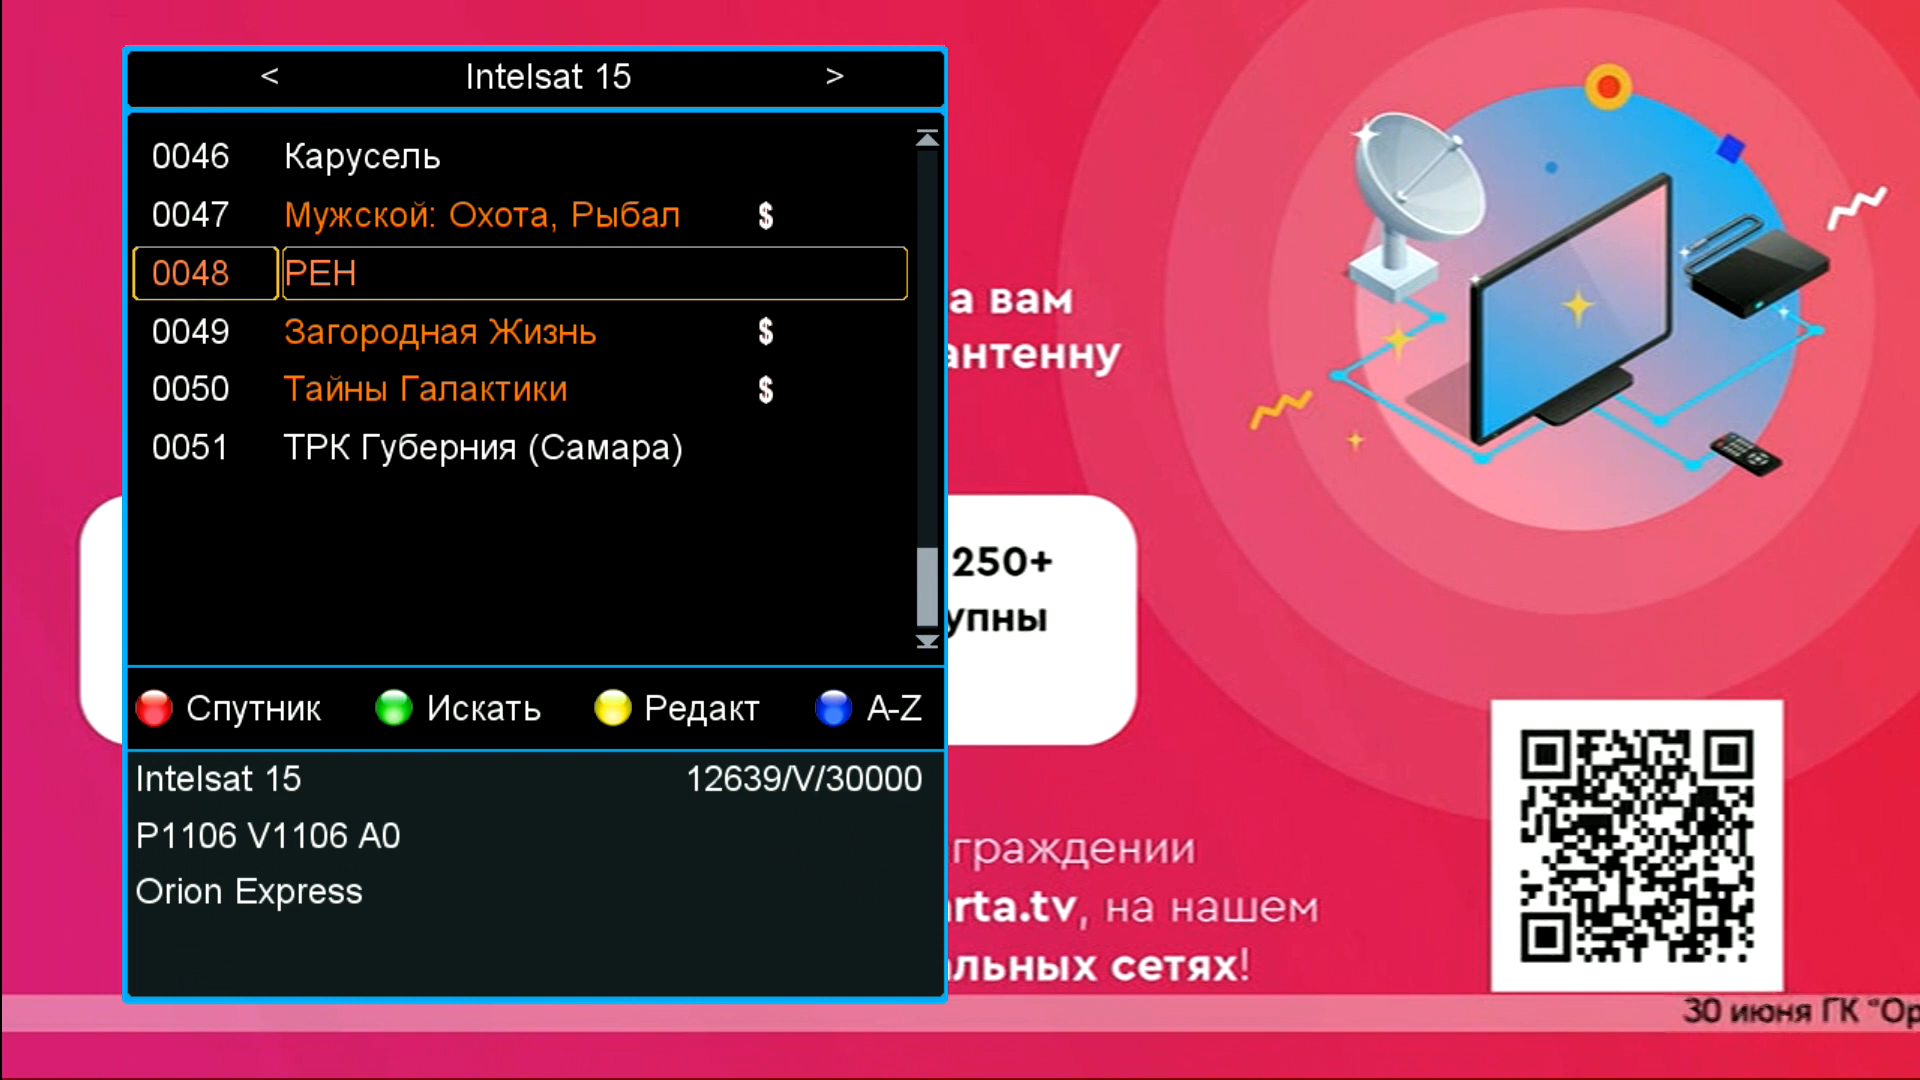 < Intelsat 15 >
0046 Карусель
0047 Мужской: Охота, Рыбал $
0048 РЕН
0049 Загородная Жизнь $
0050 Тайны Галактики $
0051 ТРК Губерния (Самара)
Спутник Искать Редакт A-Z
Intelsat 15 12639/V/30000
P1106 V1106 A0
Orion Express
а вам
антенну
250+
упны
граждении
rta.tv, на нашем
льных сетях!
30 июня ГК "Ор